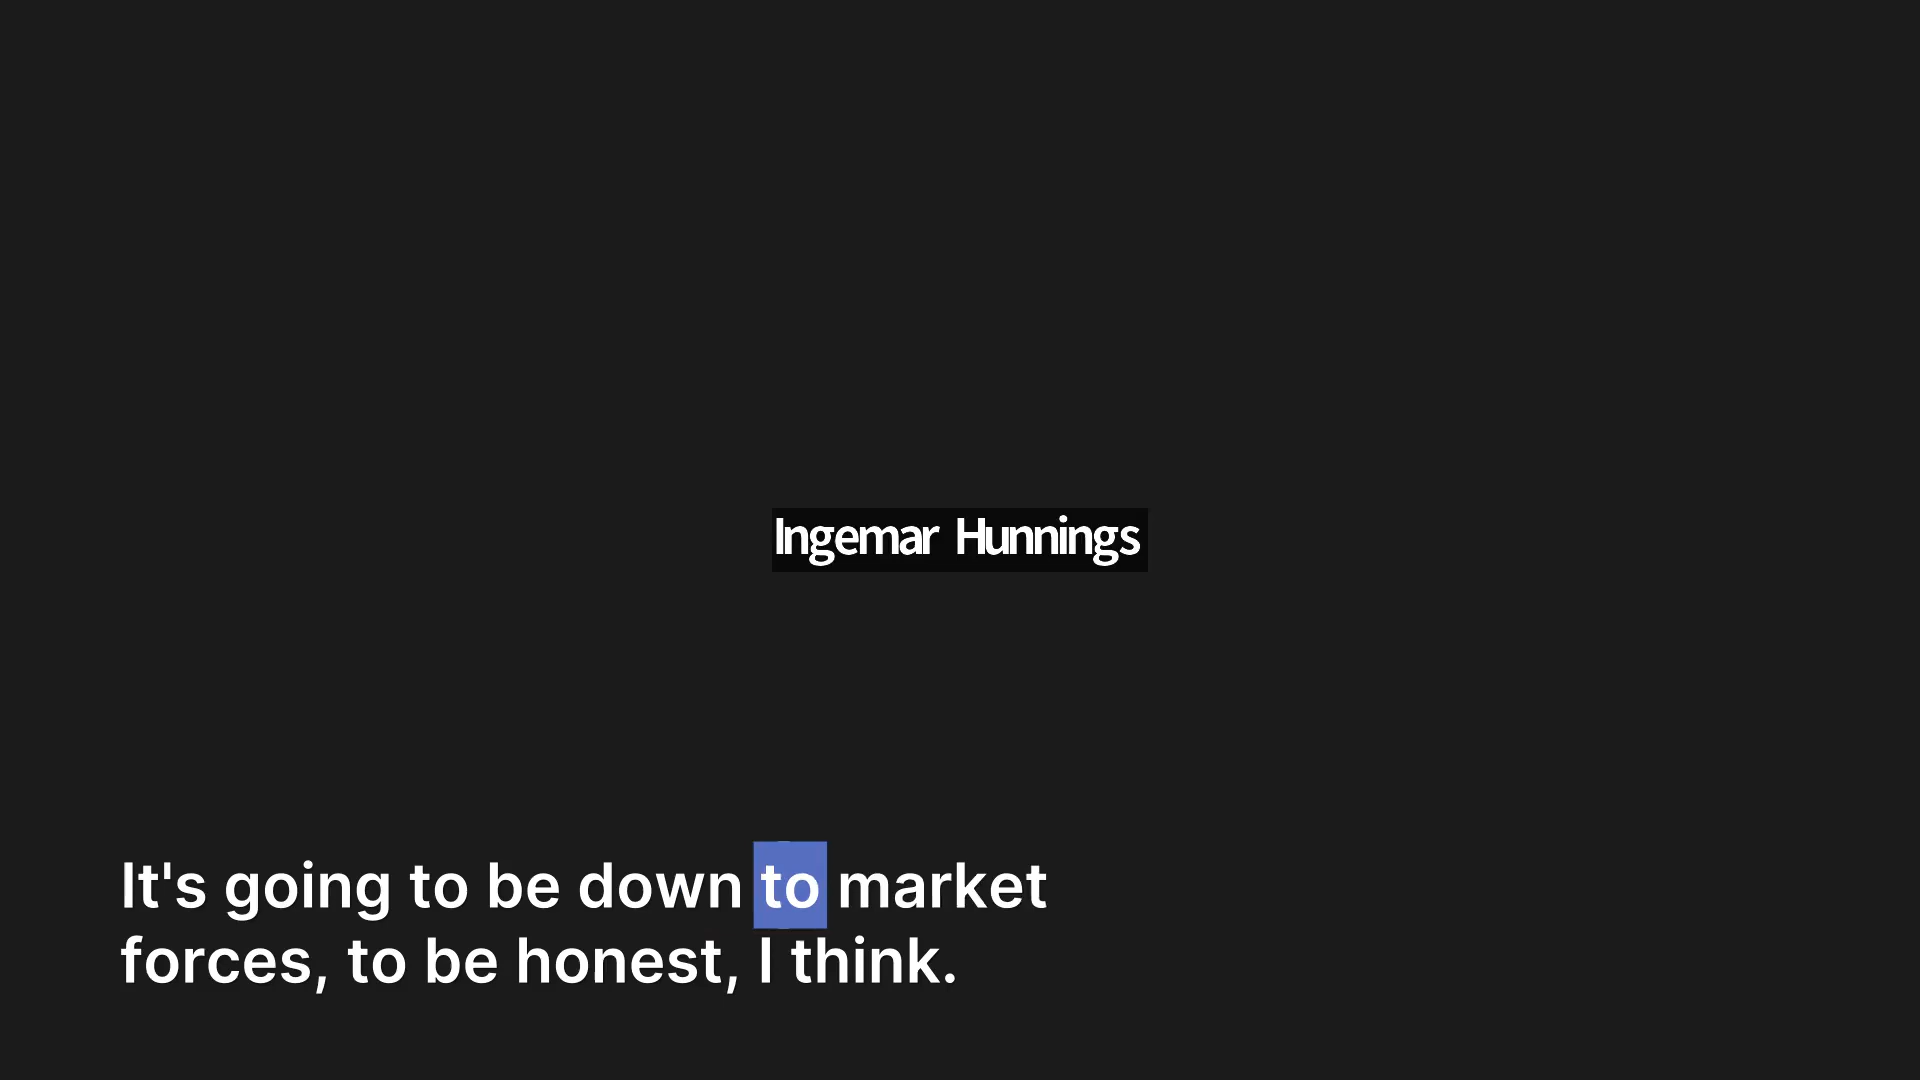 Ingemar Hunnings
It's going to be down to market
forces, to be honest, I think.